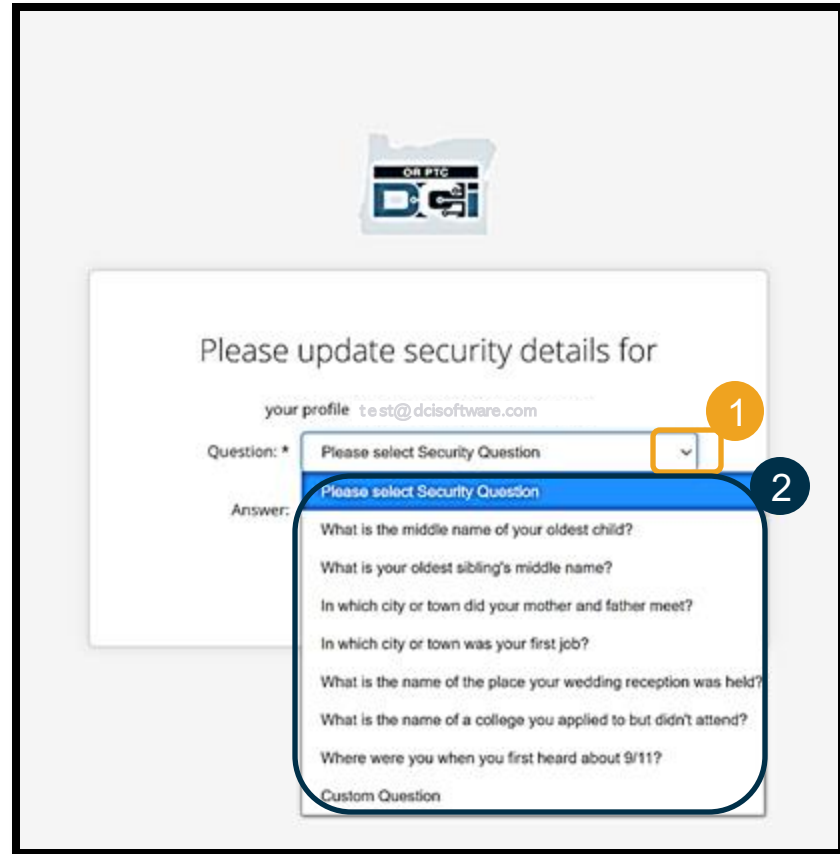 OR PTC
DCi
Please update security details for
your profile test@dcisoftware.com
1
Question: * Please select Security Question
Please select Security Question
2
Answer:
What is the middle name of your oldest child?
What is your oldest sibling's middle name?
In which city or town did your mother and father meet?
In which city or town was your first job?
What is the name of the place your wedding reception was held?
What is the name of a college you applied to but didn't attend?
Where were you when you first heard about 9/11?
Custom Question